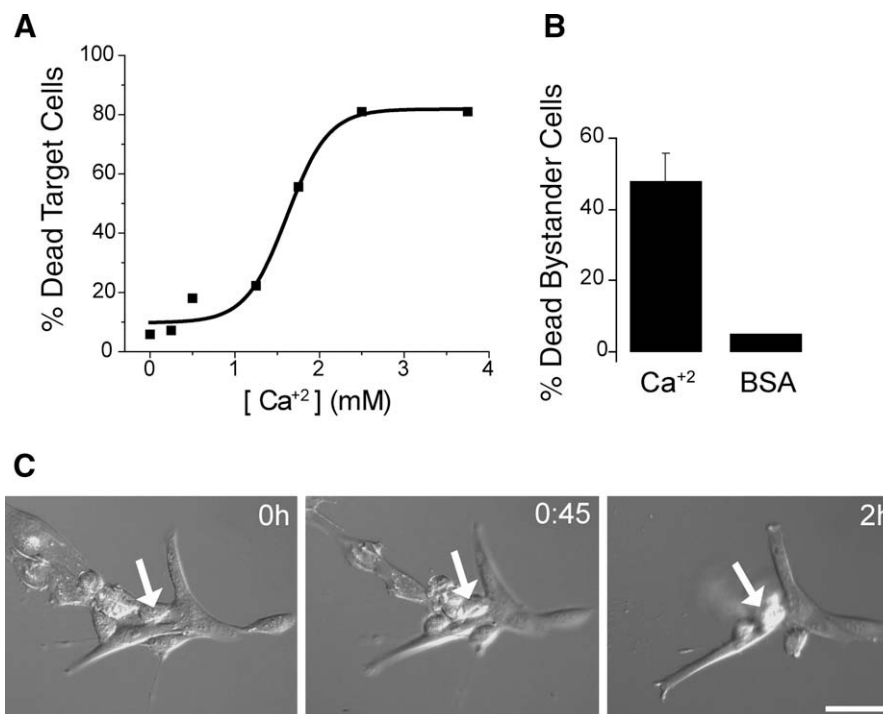 A
% Dead Target Cells
100
80
60
40
20
0
0 1 2 3 4
[ Ca⁺² ] (mM)
B
% Dead Bystander Cells
60
40
20
0
Ca⁺² BSA
C
0h 0:45 2h